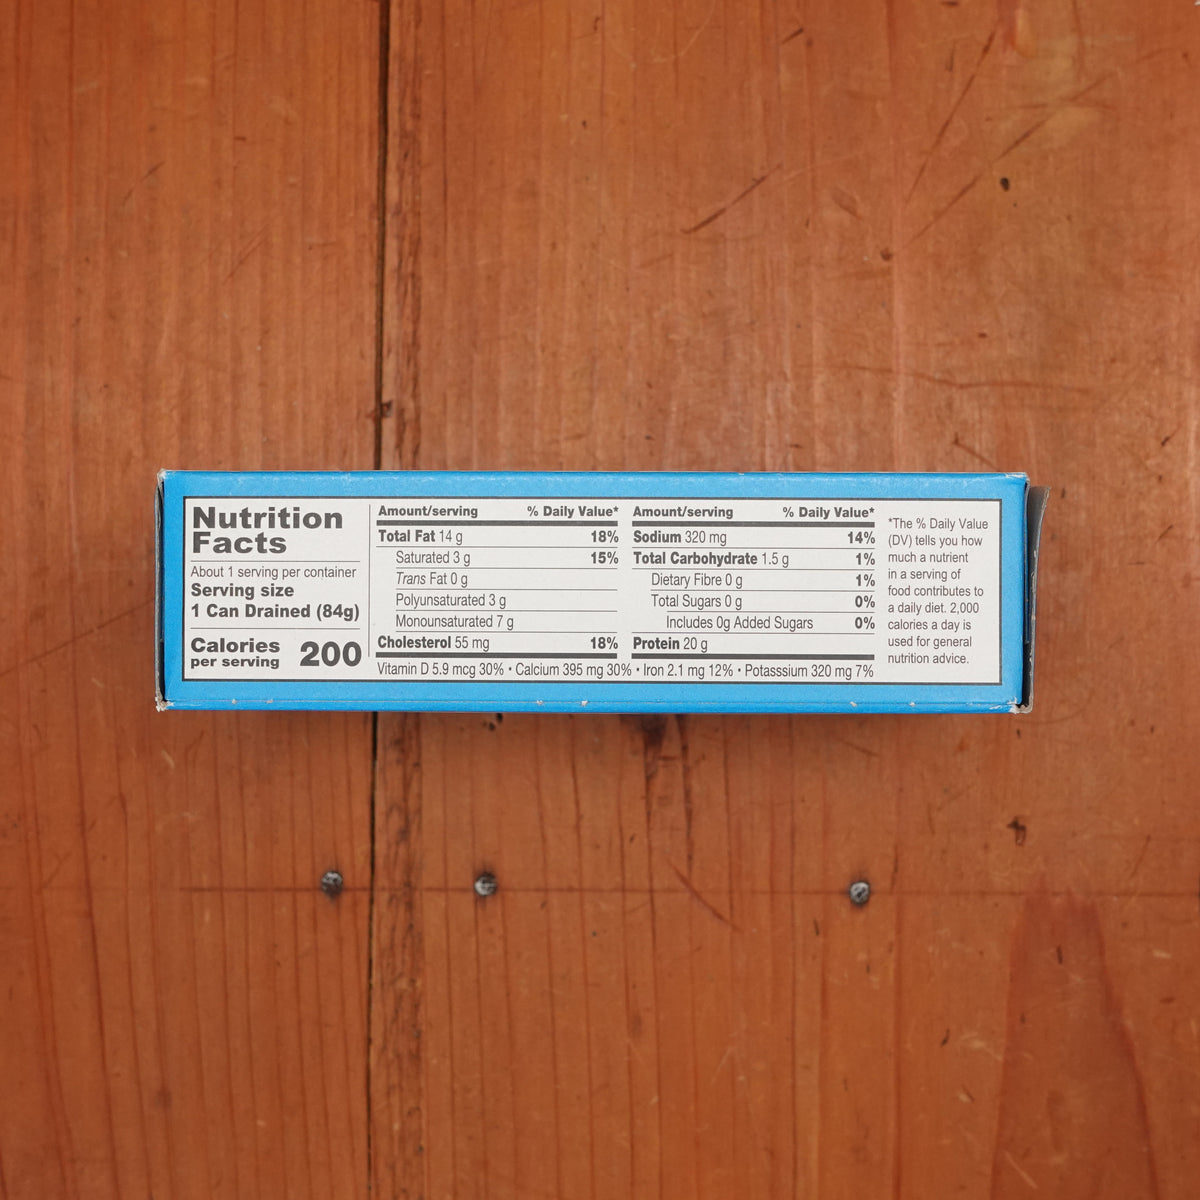 Nutrition
Facts
About 1 serving per container
Serving size
1 Can Drained (84g)
Calories
per serving 200
Amount/serving % Daily Value*
Total Fat 14 g 18%
Saturated 3 g 15%
Trans Fat 0 g
Polyunsaturated 3 g
Monounsaturated 7 g
Cholesterol 55 mg 18%
Amount/serving % Daily Value*
Sodium 320 mg 14%
Total Carbohydrate 1.5 g 1%
Dietary Fibre 0 g 1%
Total Sugars 0 g 0%
Includes 0g Added Sugars 0%
Protein 20 g
Vitamin D 5.9 mcg 30% • Calcium 395 mg 30% • Iron 2.1 mg 12% • Potasssium 320 mg 7%
*The % Daily Value
(DV) tells you how
much a nutrient
in a serving of
food contributes to
a daily diet. 2,000
calories a day is
used for general
nutrition advice.